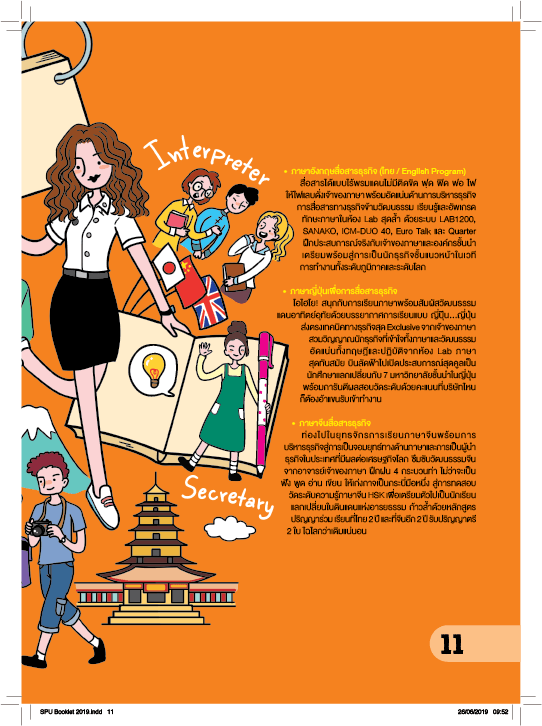 Interpreter
• ภาษาอังกฤษสื่อสารธุรกิจ (ไทย / English Program)
สื่อสารได้แบบไร้พรมแดนไม่มีติดขัด ฟุด ฟิต ฟอ ไฟ
ให้ไฟแลบดั่งเจ้าของภาษา พร้อมอัดแน่นด้านการบริหารธุรกิจ
การสื่อสารทางธุรกิจข้ามวัฒนธรรม เรียนรู้และอัพเกรด
ทักษะภาษาในห้อง Lab สุดล้ำ ด้วยระบบ LAB1200,
SANAKO, ICM-DUO 40, Euro Talk และ Quarter
ฝึกประสบการณ์จริงกับเจ้าของภาษาและองค์กรชั้นนำ
เตรียมพร้อมสู่การเป็นนักธุรกิจชั้นแนวหน้าในเวที
การทำงานทั้งระดับภูมิภาคและระดับโลก
• ภาษาญี่ปุ่นเพื่อการสื่อสารธุรกิจ
โอไฮโย! สนุกกับการเรียนภาษาพร้อมสัมผัสวัฒนธรรม
แดนอาทิตย์อุทัยด้วยบรรยากาศการเรียนแบบ ญี่ปุ๊น...ญี่ปุ่น
ส่งตรงเทคนิคทางธุรกิจสุด Exclusive จากเจ้าของภาษา
สวมวิญญาณนักธุรกิจที่เข้าใจทั้งภาษาและวัฒนธรรม
อัดแน่นทั้งทฤษฎีและปฏิบัติจากห้อง Lab ภาษา
สุดทันสมัย บินลัดฟ้าไปเปิดประสบการณ์สุดคูลเป็น
นักศึกษาแลกเปลี่ยนกับ 7 มหาวิทยาลัยชั้นนำในญี่ปุ่น
พร้อมการันตีผลสอบวัดระดับด้วยคะแนนที่บริษัทไหน
ก็ต้องอ้าแขนรับเข้าทำงาน
• ภาษาจีนสื่อสารธุรกิจ
ท่องไปในยุทธจักรการเรียนภาษาจีนพร้อมการ
บริหารธุรกิจสู่การเป็นจอมยุทธ์ทางด้านภาษาและการเป็นผู้นำ
ธุรกิจในประเทศที่มีผลต่อเศรษฐกิจโลก ซึมซับวัฒนธรรมจีน
จากอาจารย์เจ้าของภาษา ฝึกฝน 4 กระบวนท่า ไม่ว่าจะเป็น
ฟัง พูด อ่าน เขียน ให้เก่งกาจเป็นกระบี่มือหนึ่ง สู่การทดสอบ
วัดระดับความรู้ภาษาจีน HSK เพื่อเตรียมตัวไปเป็นนักเรียน
แลกเปลี่ยนในดินแดนแห่งอารยธรรม ก้าวล้ำด้วยหลักสูตร
ปริญญาร่วม เรียนที่ไทย 2 ปี และที่จีนอีก 2 ปี รับปริญญาตรี
2 ใบ โกโลกว่าเดิมแน่นอน
Secretary
11
SPU Booklet 2019.indd 11
26/06/2019 09:52